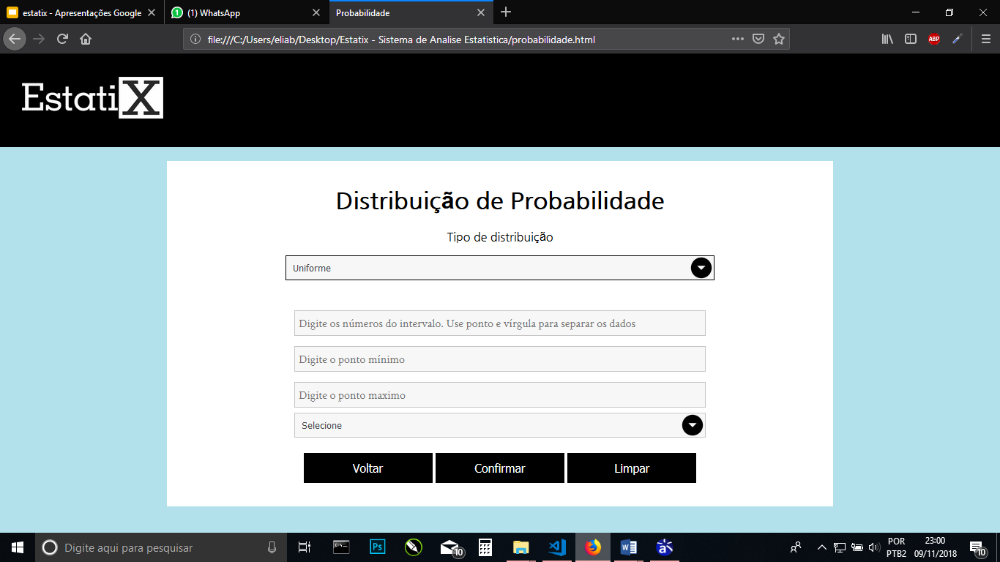 estatix - Apresentações Google
(1) WhatsApp
Probabilidade
file:///C:/Users/eliab/Desktop/Estatix - Sistema de Analise Estatistica/probabilidade.html
ABP
EstatiX
Distribuição de Probabilidade
Tipo de distribuição
Uniforme
Digite os números do intervalo. Use ponto e vírgula para separar os dados
Digite o ponto mínimo
Digite o ponto maximo
Selecione
Voltar Confirmar Limpar
Digite aqui para pesquisar
Ps
10
W
a
POR
PTB2
23:00
09/11/2018
10